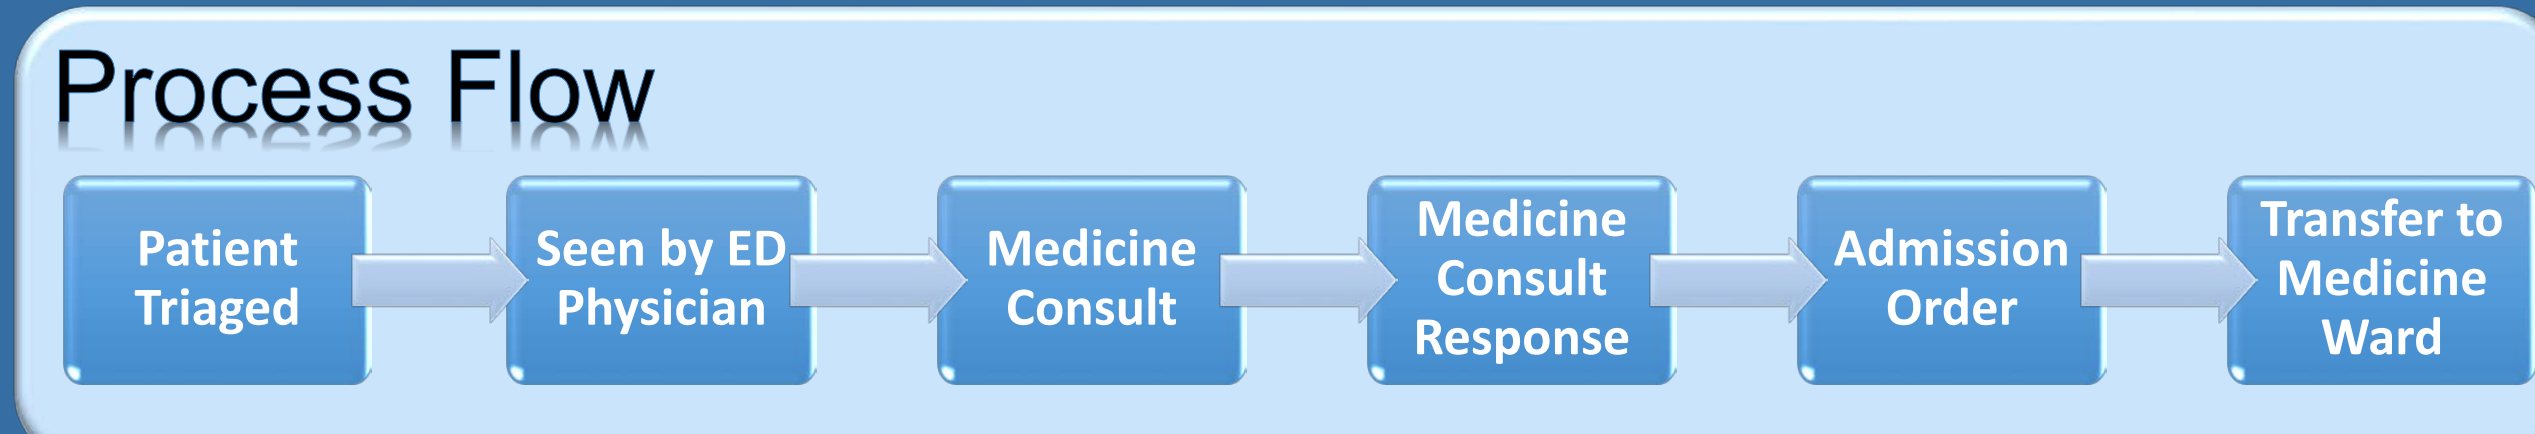 Process Flow
Patient
Triaged
Seen by ED
Physician
Medicine
Consult
Medicine
Consult
Response
Admission
Order
Transfer to
Medicine
Ward